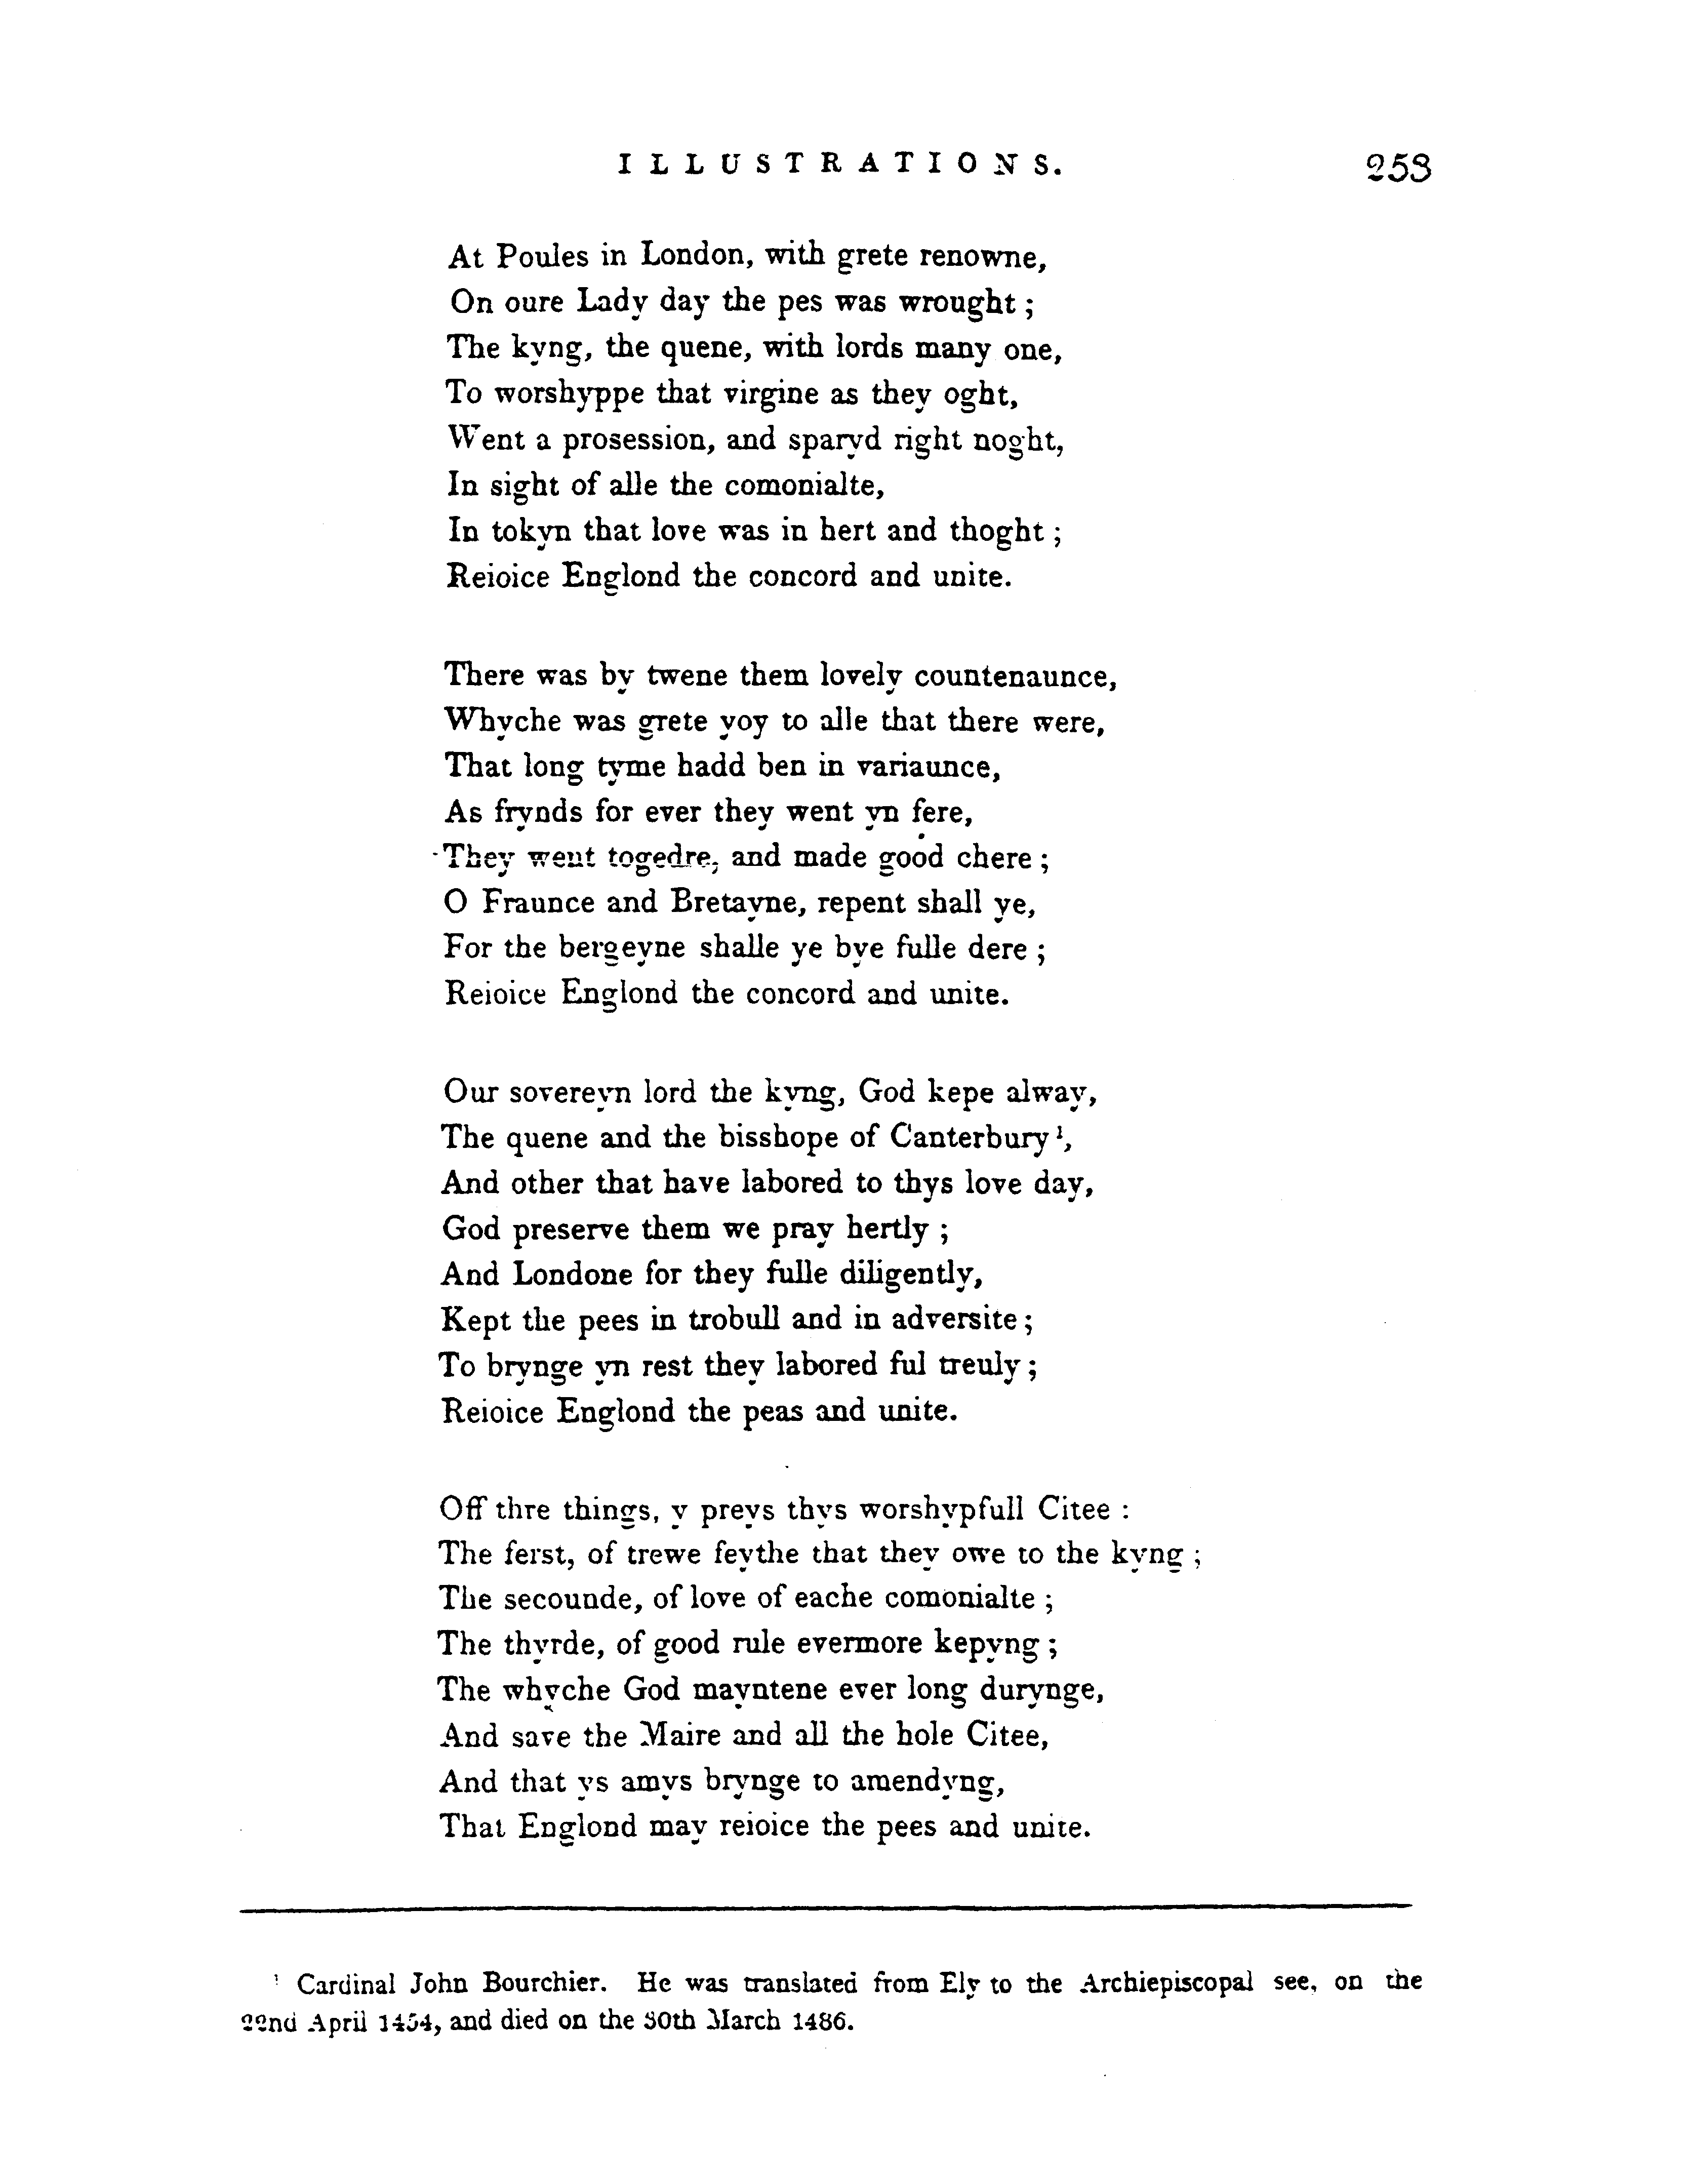 ILLUSTRATIONS. 253
At Poules in London, with grete renowne,
On oure Lady day the pes was wrought ;
The kyng, the quene, with lords many one,
To worshyppe that virgine as they oght,
Went a prosession, and sparyd right noght,
In sight of alle the comonialte,
In tokyn that love was in hert and thoght ;
Reioice Englond the concord and unite.
There was by twene them lovely countenaunce,
Whyche was grete yoy to alle that there were,
That long tyme hadd ben in variaunce,
As frynds for ever they went yn fere,
They went togedre, and made good chere ;
O Fraunce and Bretayne, repent shall ye,
For the bergeyne shalle ye bye fulle dere ;
Reioice Englond the concord and unite.
Our sovereyn lord the kyng, God kepe alway,
The quene and the bisshope of Canterbury¹,
And other that have labored to thys love day,
God preserve them we pray hertly ;
And Londone for they fulle diligently,
Kept the pees in trobull and in adversite ;
To brynge yn rest they labored ful treuly ;
Reioice Englond the peas and unite.
Off thre things, y preys thys worshypfull Citee :
The ferst, of trewe feythe that they owe to the kyng ;
The secounde, of love of eache comonialte ;
The thyrde, of good rule evermore kepyng ;
The whyche God mayntene ever long durynge,
And save the Maire and all the hole Citee,
And that ys amys brynge to amendyng,
That Englond may reioice the pees and unite.
¹ Cardinal John Bourchier. He was translated from Ely to the Archiepiscopal see, on the
22nd April 1454, and died on the 30th March 1486.